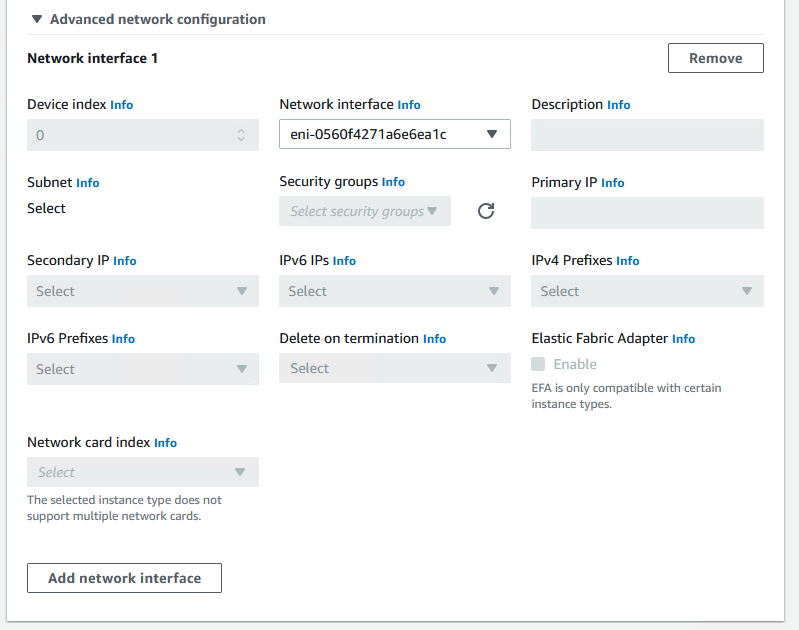 Advanced network configuration
Network interface 1
Remove
Device index Info
Network interface Info
Description Info
0
eni-0560f4271a6e6ea1c
Subnet Info
Security groups Info
Primary IP Info
Select
Select security groups
Secondary IP Info
IPv6 IPs Info
IPv4 Prefixes Info
Select
Select
Select
IPv6 Prefixes Info
Delete on termination Info
Elastic Fabric Adapter Info
Select
Select
Enable
EFA is only compatible with certain
instance types.
Network card index Info
Select
The selected instance type does not
support multiple network cards.
Add network interface